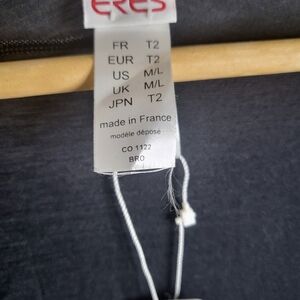 ERES
FR T2
EUR T2
US M/L
UK M/L
JPN T2
made in France
modèle déposé
CO 1122
BRO